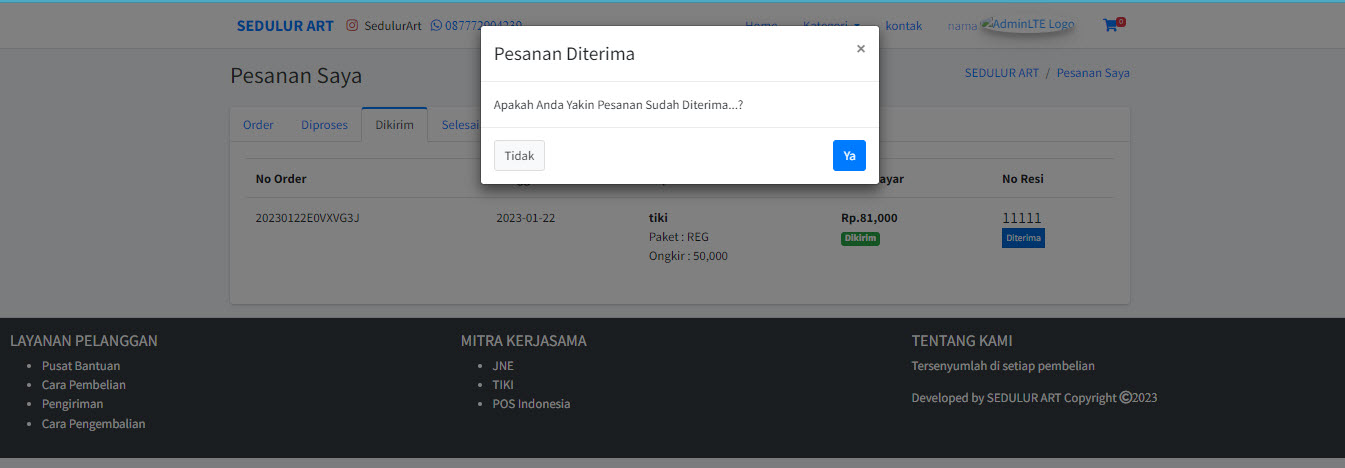 SEDULUR ART SedulurArt 087772004230 Home Kategori kontak nama AdminLTE Logo 0
Pesanan Diterima ×
Pesanan Saya
SEDULUR ART / Pesanan Saya
Apakah Anda Yakin Pesanan Sudah Diterima...?
Order Diproses Dikirim Selesai
Tidak Ya
No Order ayar No Resi
20230122E0VXVG3J 2023-01-22 tiki Rp.81,000 11111
Paket : REG Dikirim Diterima
Ongkir : 50,000
LAYANAN PELANGGAN
Pusat Bantuan
Cara Pembelian
Pengiriman
Cara Pengembalian
MITRA KERJASAMA
JNE
TIKI
POS Indonesia
TENTANG KAMI
Tersenyumlah di setiap pembelian
Developed by SEDULUR ART Copyright ©2023